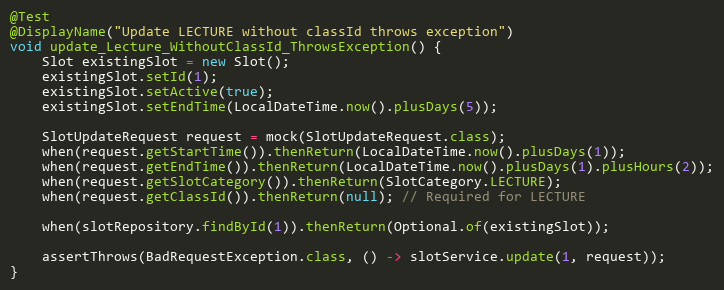 @Test
@DisplayName("Update LECTURE without classId throws exception")
void update_Lecture_WithoutClassId_ThrowsException() {
    Slot existingSlot = new Slot();
    existingSlot.setId(1);
    existingSlot.setActive(true);
    existingSlot.setEndTime(LocalDateTime.now().plusDays(5));

    SlotUpdateRequest request = mock(SlotUpdateRequest.class);
    when(request.getStartTime()).thenReturn(LocalDateTime.now().plusDays(1));
    when(request.getEndTime()).thenReturn(LocalDateTime.now().plusDays(1).plusHours(2));
    when(request.getSlotCategory()).thenReturn(SlotCategory.LECTURE);
    when(request.getClassId()).thenReturn(null); // Required for LECTURE

    when(slotRepository.findById(1)).thenReturn(Optional.of(existingSlot));

    assertThrows(BadRequestException.class, () -> slotService.update(1, request));
}